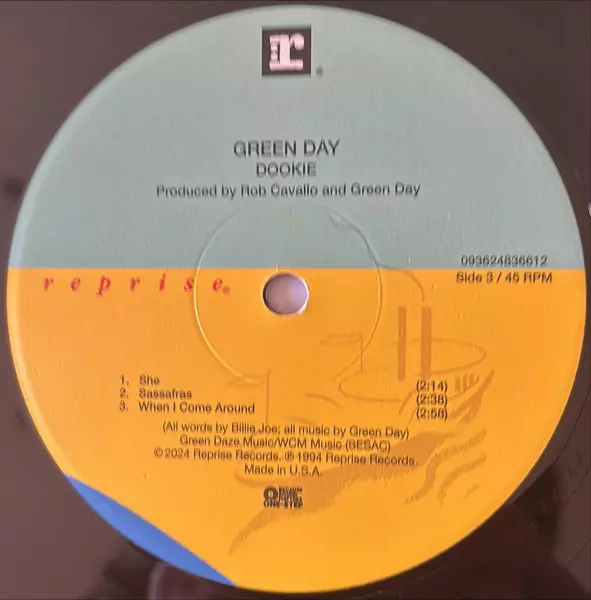 r
GREEN DAY
DOOKIE
Produced by Rob Cavallo and Green Day
093624836612
reprise® Side 3 / 45 RPM
1. She (2:14)
2. Sassafras (2:38)
3. When I Come Around (2:58)
(All words by Billie Joe; all music by Green Day)
Green Daze Music/WCM Music (SESAC)
©2024 Reprise Records. ℗ 1994 Reprise Records.
Made in U.S.A.
ONE-STEP